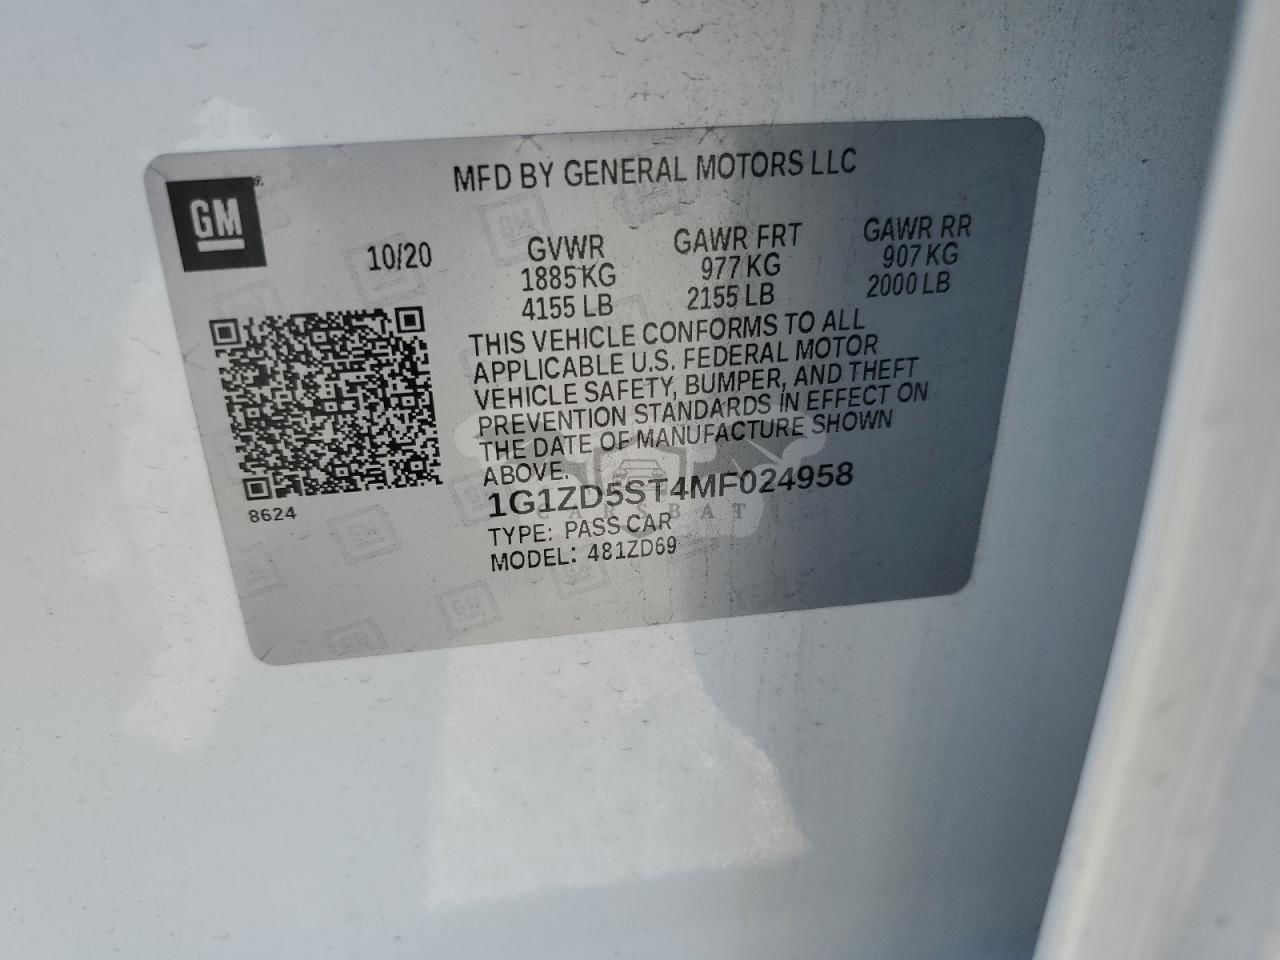 MFD BY GENERAL MOTORS LLC
GM
10/20
GVWR GAWR FRT GAWR RR
1885 KG 977 KG 907 KG
4155 LB 2155 LB 2000 LB
THIS VEHICLE CONFORMS TO ALL
APPLICABLE U.S. FEDERAL MOTOR
VEHICLE SAFETY, BUMPER, AND THEFT
PREVENTION STANDARDS IN EFFECT ON
THE DATE OF MANUFACTURE SHOWN
ABOVE.
8624
1G1ZD5ST4MF024958
CARSBAT
TYPE: PASS CAR
MODEL: 481ZD69